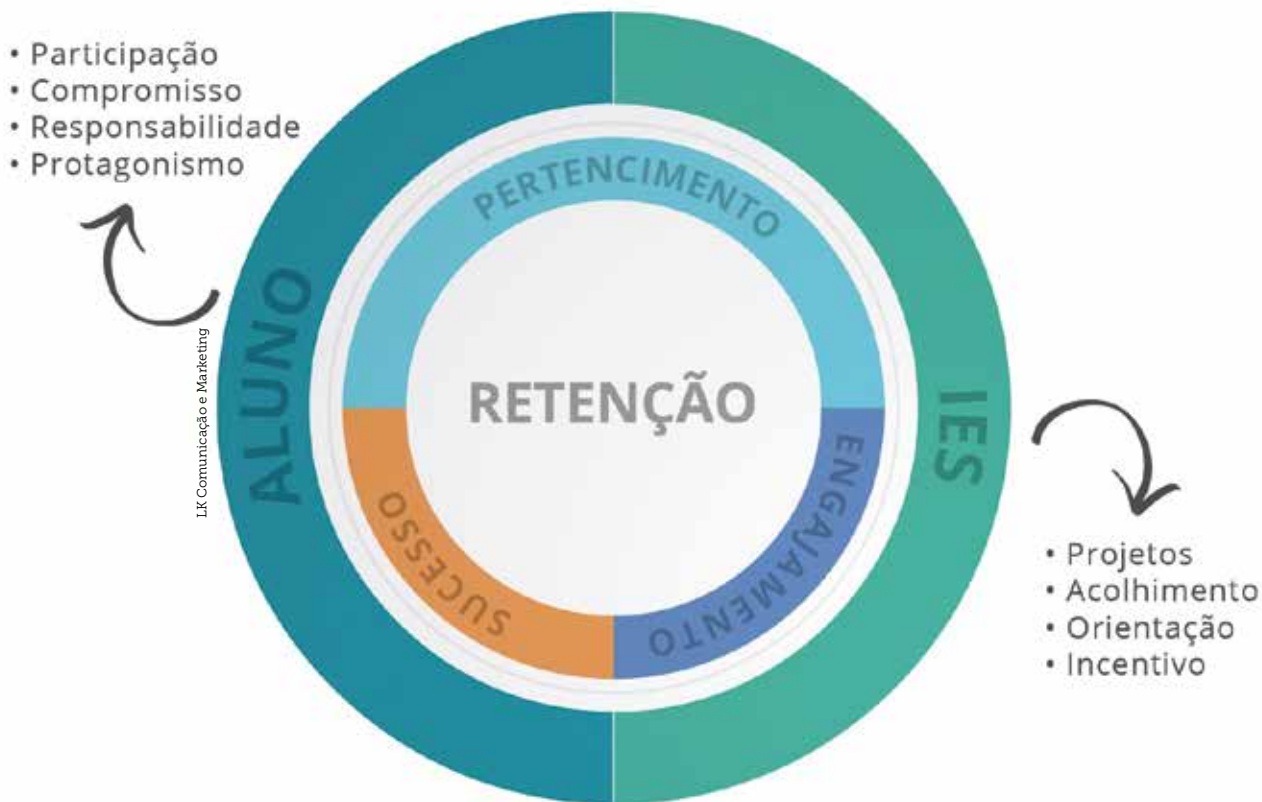 • Participação
• Compromisso
• Responsabilidade
• Protagonismo
PERTENCIMENTO
ALUNO
LK Comunicação e Marketing
RETENÇÃO
IES
ENGAJAMENTO
SUCESSO
• Projetos
• Acolhimento
• Orientação
• Incentivo